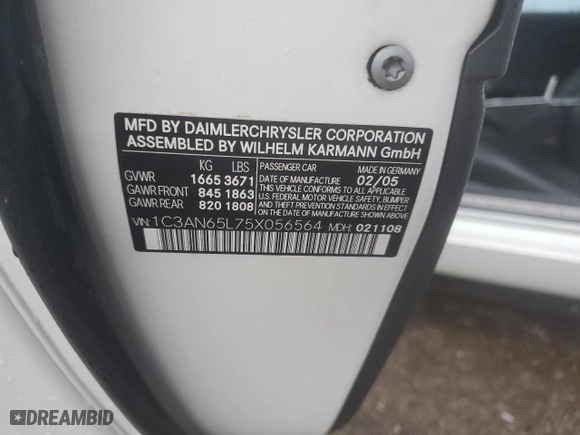 MFD BY DAIMLERCHRYSLER CORPORATION
ASSEMBLED BY WILHELM KARMANN GmbH
KG LBS PASSENGER CAR MADE IN GERMANY
GVWR 1665 3671 DATE OF MANUFACTURE 02/05
GAWR FRONT 845 1863 THIS VEHICLE CONFORMS TO ALL APPLICABLE
GAWR REAR 820 1808 U.S. FEDERAL MOTOR VEHICLE SAFETY, BUMPER,
AND THEFT PREVENTION STANDARDS IN EFFECT
ON THE DATE OF MANUFACTURE SHOWN ABOVE.
VIN: 1C3AN65L75X056564 MDH: 021108
DREAMBID